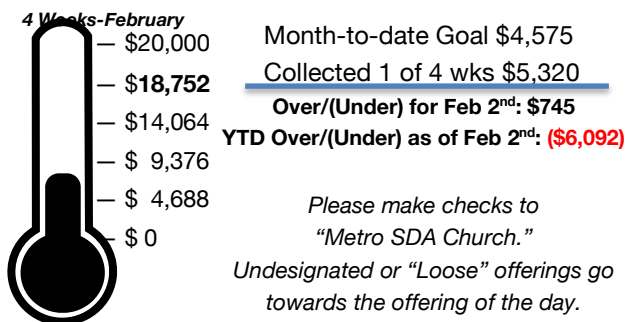 4 Weeks-February
$20,000
$18,752
$14,064
$ 9,376
$ 4,688
$ 0
Month-to-date Goal $4,575
Collected 1 of 4 wks $5,320
Over/(Under) for Feb 2nd: $745
YTD Over/(Under) as of Feb 2nd: ($6,092)
Please make checks to
“Metro SDA Church.”
Undesignated or “Loose” offerings go
towards the offering of the day.